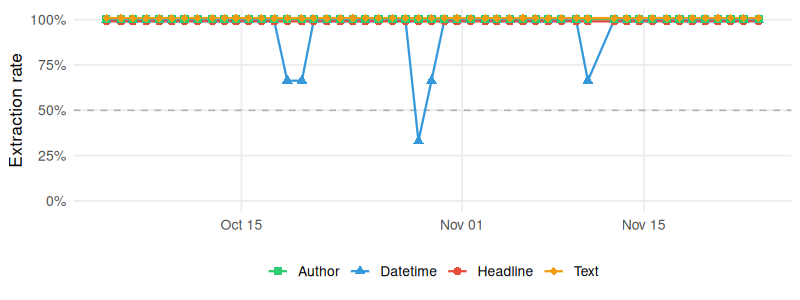 Extraction rate
100%
75%
50%
25%
0%
Oct 15 Nov 01 Nov 15
Author Datetime Headline Text